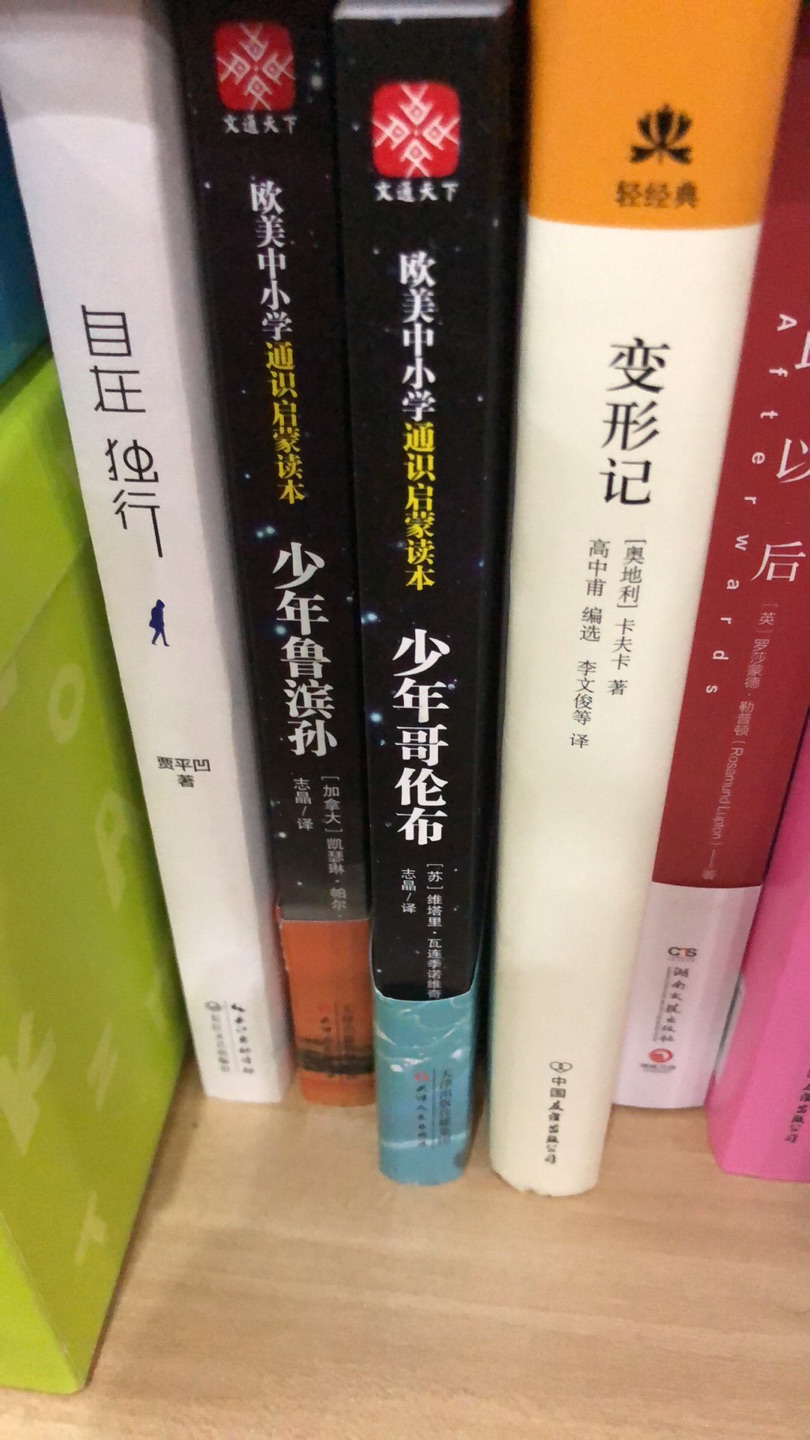 自在独行
贾平凹
著
文通天下
欧美中小学通识启蒙读本
少年鲁滨孙
[加拿大]凯瑟琳·帕尔
志晶/译
文通天下
欧美中小学通识启蒙读本
少年哥伦布
[苏]维塔里·瓦连季诺维奇
志晶/译
轻经典
变形记
[奥地利]卡夫卡 著
高中甫 编选 李文俊等 译
中国友谊出版公司
以后
Afterwards
[英]罗莎蒙德·勒普顿(Rosamund Lupton)——著
湖南文艺出版社